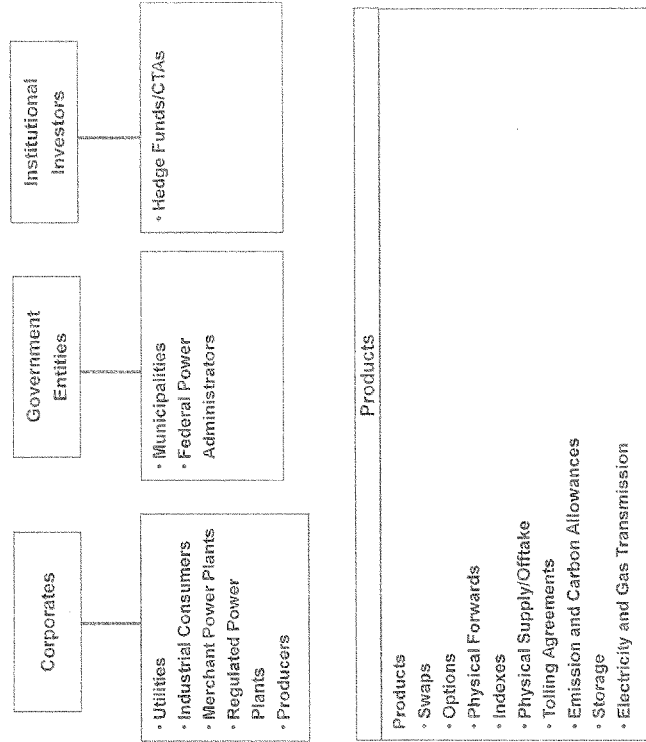 Corporates
Government
Entities
Institutional
Investors
• Utilities
• Industrial Consumers
• Merchant Power Plants
• Regulated Power
Plants
• Producers
• Municipalities
• Federal Power
Administrators
• Hedge Funds/CTAs
Products
Products
• Swaps
• Options
• Physical Forwards
• Indexes
• Physical Supply/Offtake
• Tolling Agreements
• Emission and Carbon Allowances
• Storage
• Electricity and Gas Transmission